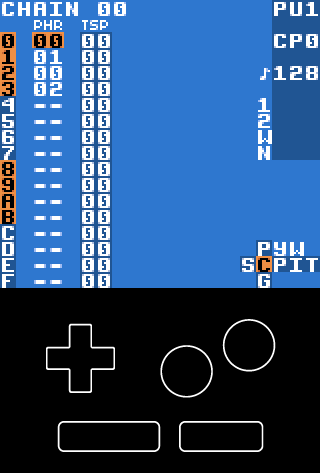 CHAIN 00 PU1
PHR TSP
0 00 00 CP0
1 01 00
2 00 00 ♪128
3 02 00
4 -- 00 1
5 -- 00 2
6 -- 00 W
7 -- 00 N
8 -- 00
9 -- 00
A -- 00
B -- 00
C -- 00
D -- 00 PYW
E -- 00 SCPIT
F -- 00 G